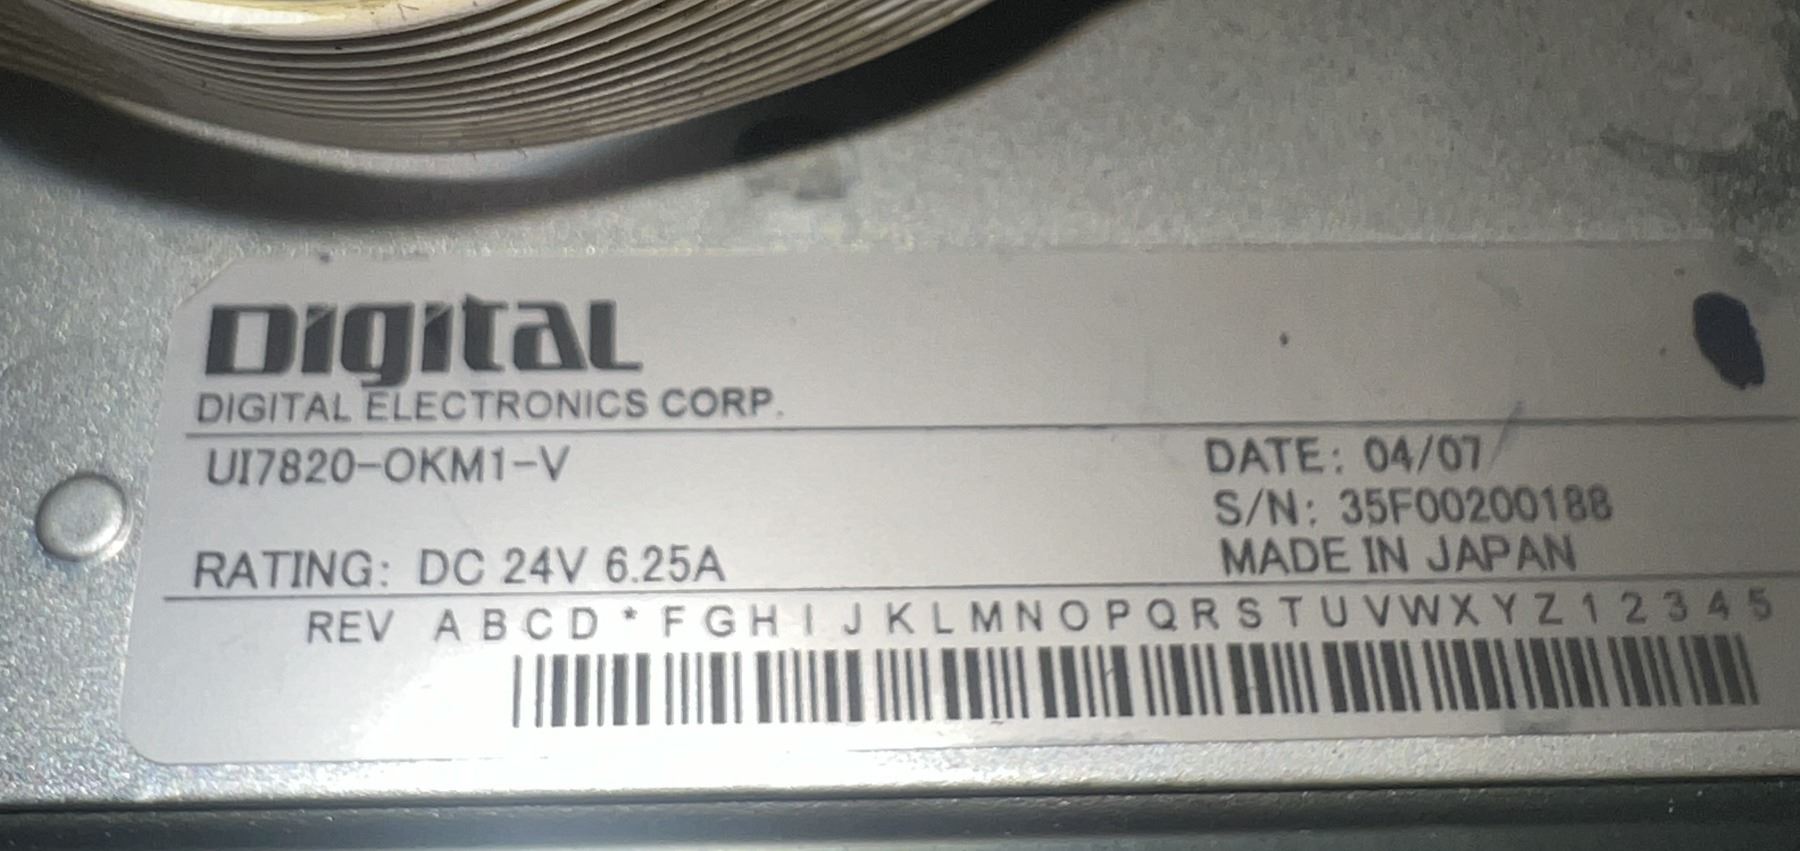 Digital
DIGITAL ELECTRONICS CORP.
UI7820-OKM1-V
DATE: 04/07
S/N: 35F00200188
RATING: DC 24V 6.25A
MADE IN JAPAN
REV A B C D * F G H I J K L M N O P Q R S T U V W X Y Z 1 2 3 4 5